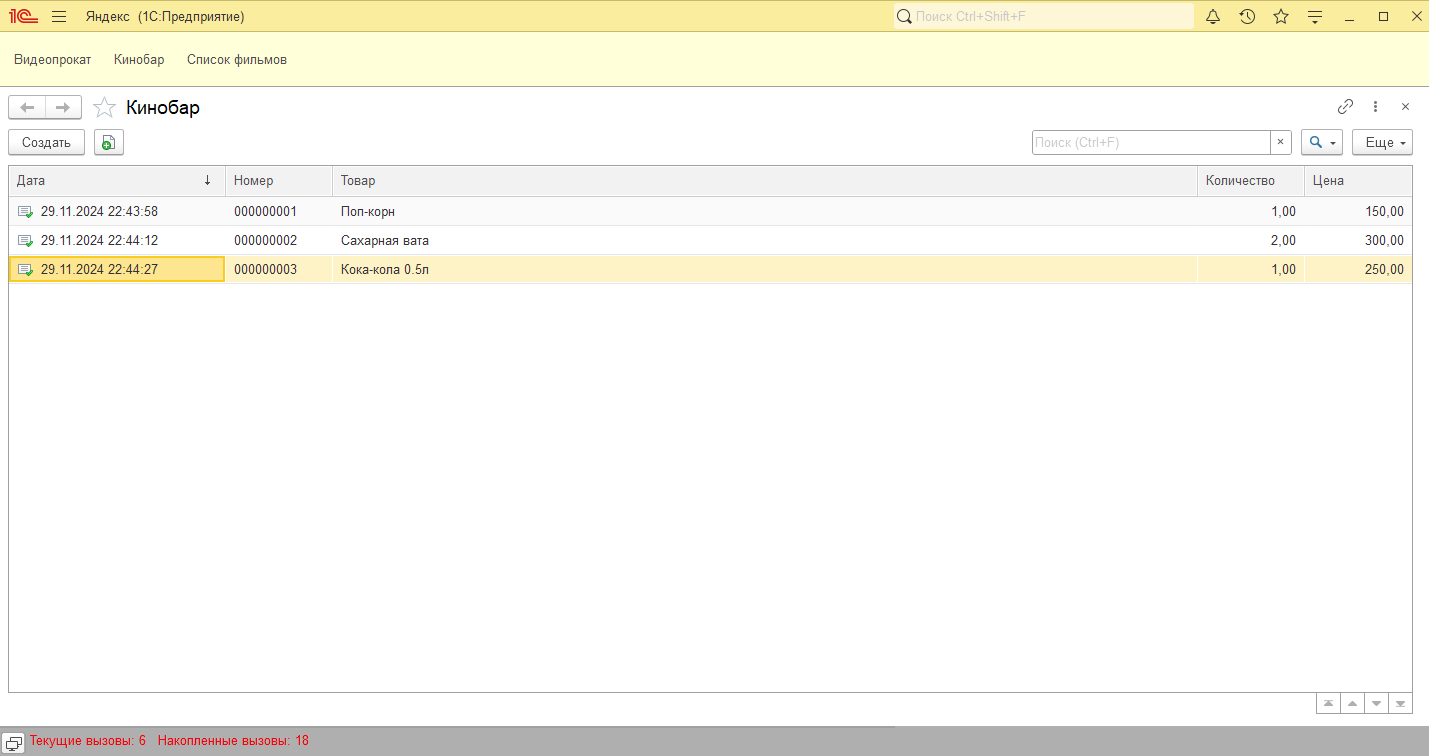 1С Яндекс (1С:Предприятие) Поиск Ctrl+Shift+F
Видеопрокат Кинобар Список фильмов
Кинобар
Создать Поиск (Ctrl+F) × Еще
Дата ↓ Номер Товар Количество Цена
29.11.2024 22:43:58 000000001 Поп-корн 1,00 150,00
29.11.2024 22:44:12 000000002 Сахарная вата 2,00 300,00
29.11.2024 22:44:27 000000003 Кока-кола 0.5л 1,00 250,00
Текущие вызовы: 6 Накопленные вызовы: 18